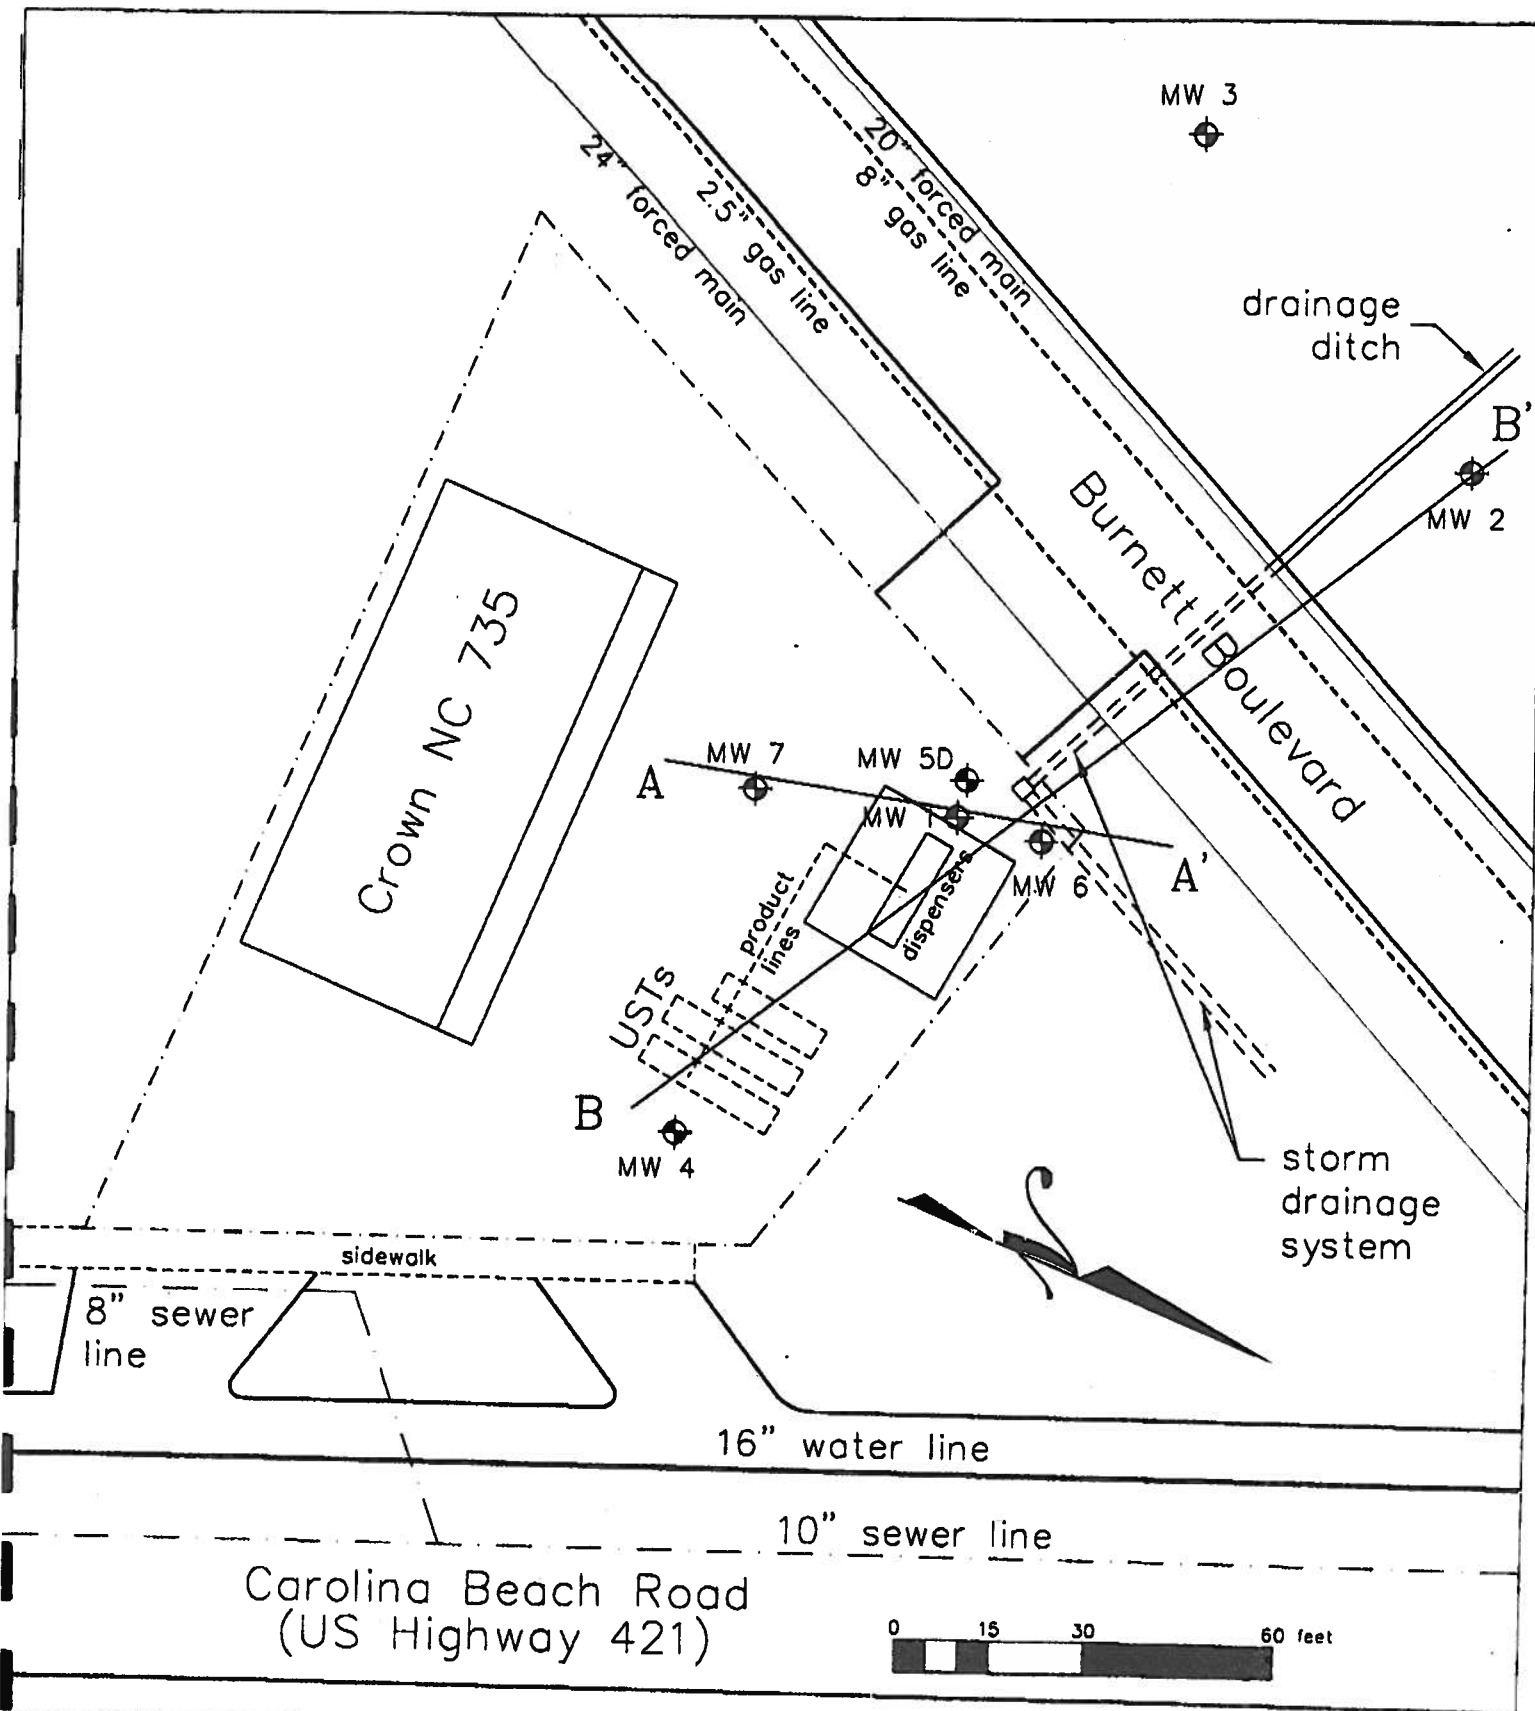 MW 3
20" forced main
8" gas line
2.5" gas line
24" forced main
drainage
ditch
B'
MW 2
Burnett Boulevard
Crown NC 735
MW 7
MW 5D
A
MW 1
A'
MW 6
dispensers
product
lines
USTs
B
MW 4
storm
drainage
system
sidewalk
8" sewer
line
16" water line
10" sewer line
Carolina Beach Road
(US Highway 421)
0 15 30 60 feet